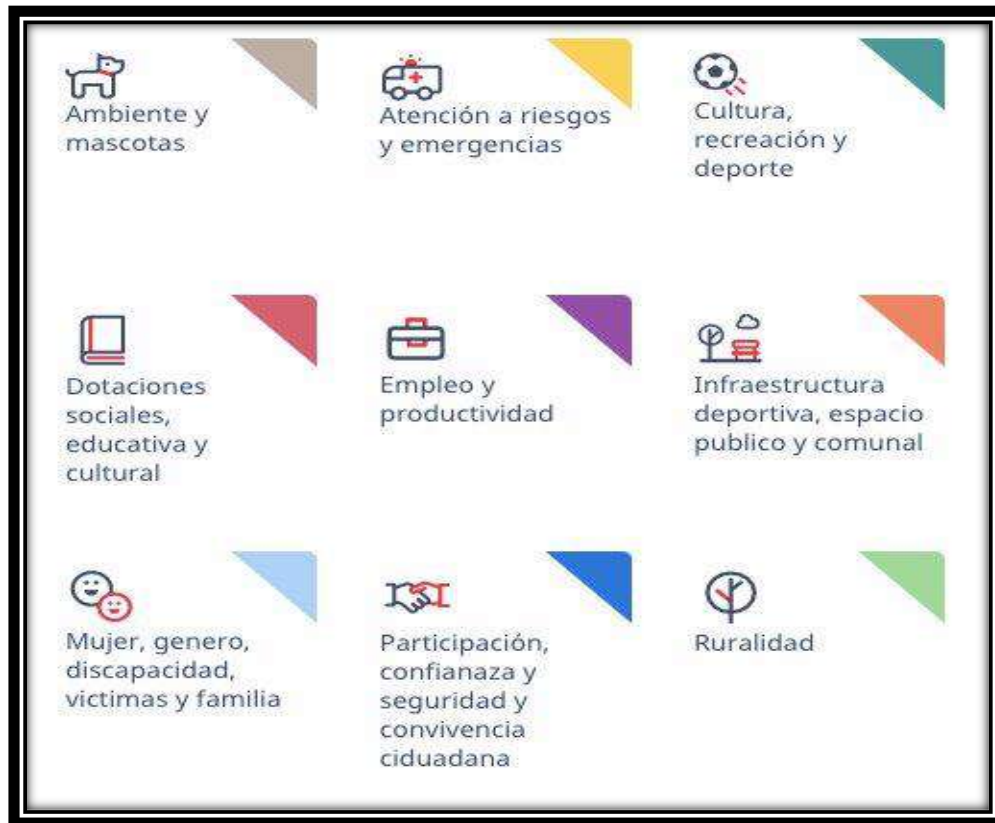 Ambiente y
mascotas
Atención a riesgos
y emergencias
Cultura,
recreación y
deporte
Dotaciones
sociales,
educativa y
cultural
Empleo y
productividad
Infraestructura
deportiva, espacio
publico y comunal
Mujer, genero,
discapacidad,
victimas y familia
Participación,
confianaza y
seguridad y
convivencia
ciduadana
Ruralidad